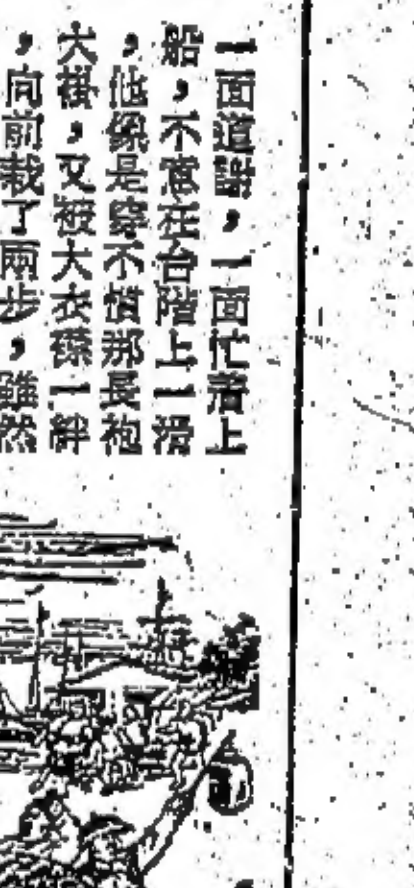 一面道謝，一面忙着上
船，不意在台階上一滑
，他像是穿不慣那長袍
大褂，又被大衣襟一絆
，向前栽了兩步，雖然